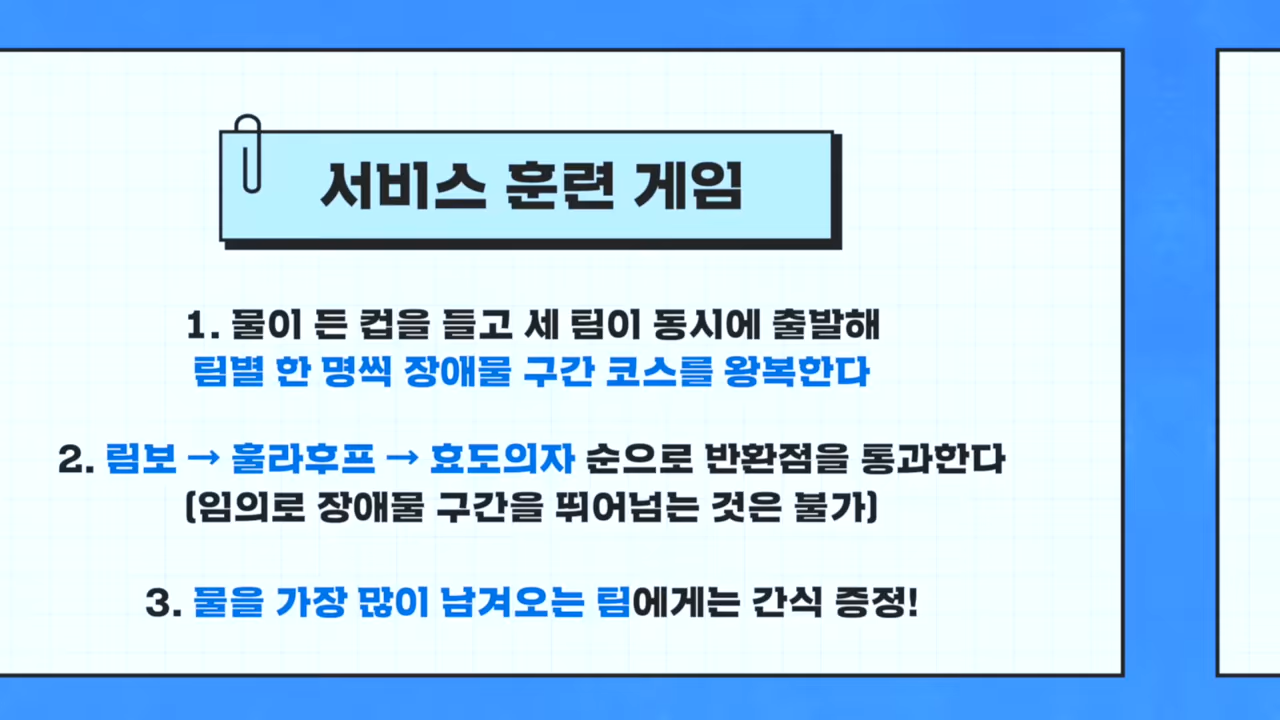 서비스 훈련 게임
1. 물이 든 컵을 들고 세 팀이 동시에 출발해
팀별 한 명씩 장애물 구간 코스를 왕복한다
2. 림보 → 훌라후프 → 효도의자 순으로 반환점을 통과한다
(임의로 장애물 구간을 뛰어넘는 것은 불가)
3. 물을 가장 많이 남겨오는 팀에게는 간식 증정!